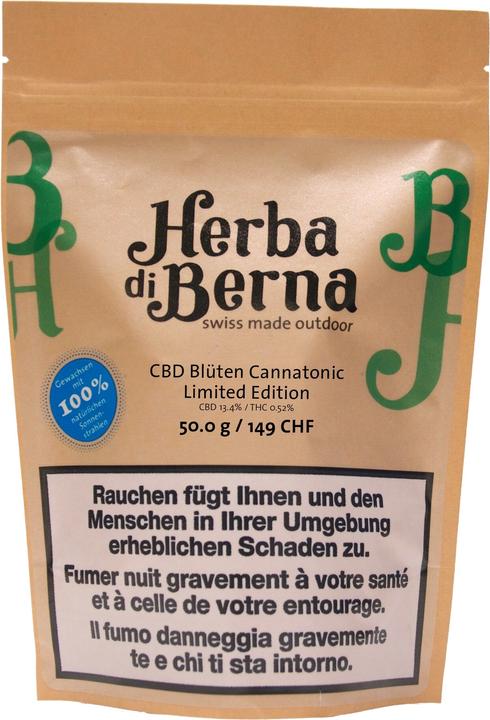 B
H
B
H
Herba
di Berna
swiss made outdoor
CBD Blüten Cannatonic
Limited Edition
CBD 13.4% / THC 0.52%
50.0 g / 149 CHF
Gewachsen
mit
100%
natürlichen
Sonnen-
strahlen
Rauchen fügt Ihnen und den
Menschen in Ihrer Umgebung
erheblichen Schaden zu.
Fumer nuit gravement à votre santé
et à celle de votre entourage.
Il fumo danneggia gravemente
te e chi ti sta intorno.